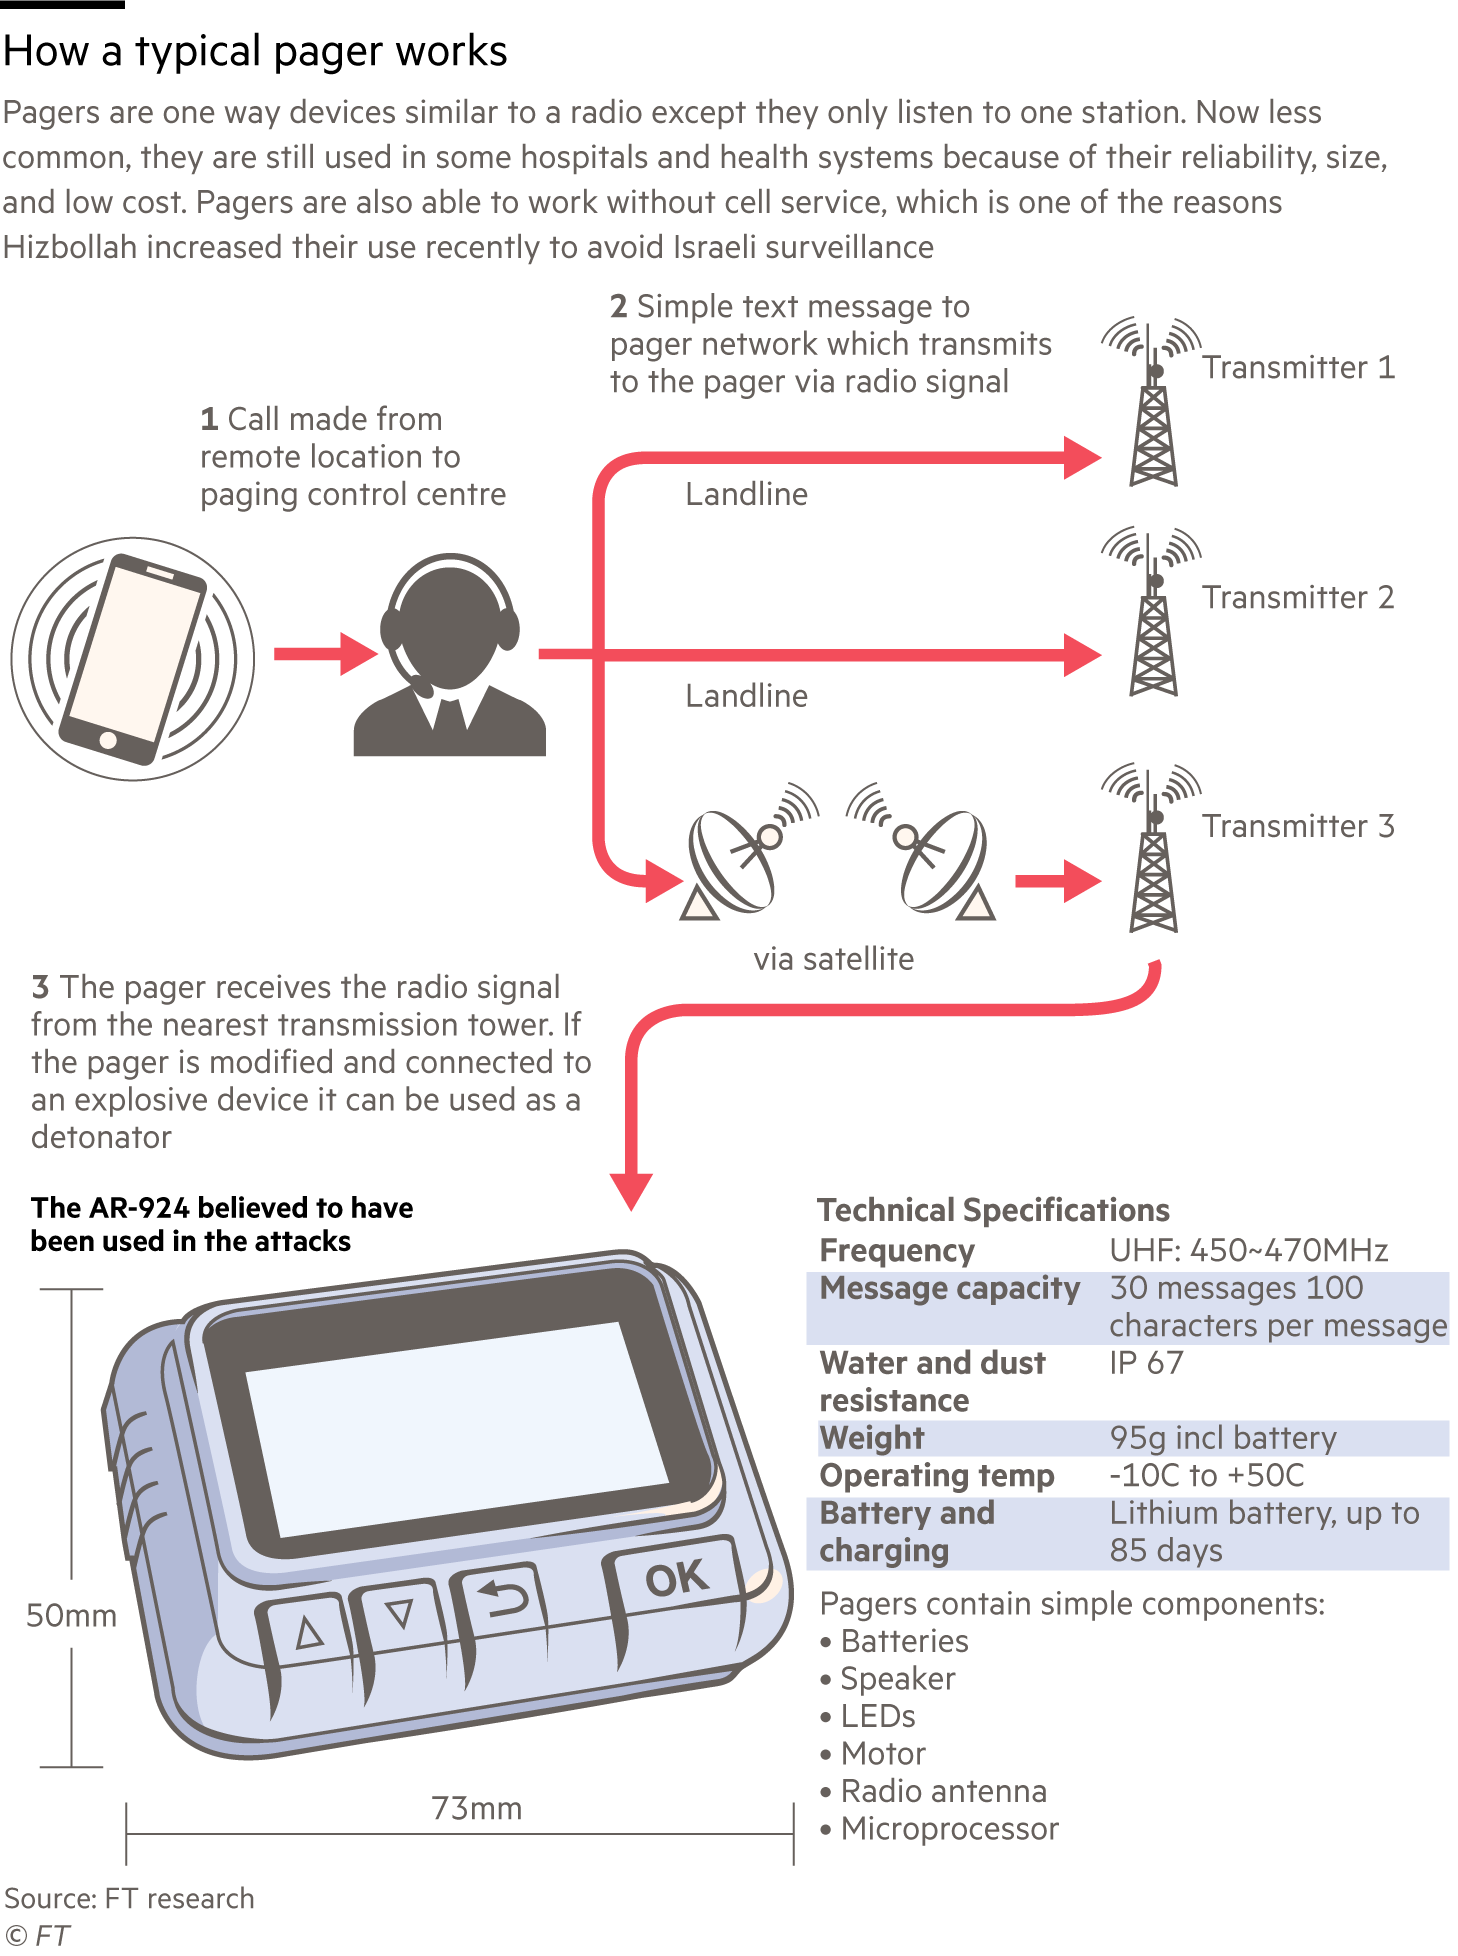 How a typical pager works
Pagers are one way devices similar to a radio except they only listen to one station. Now less
common, they are still used in some hospitals and health systems because of their reliability, size,
and low cost. Pagers are also able to work without cell service, which is one of the reasons
Hizbollah increased their use recently to avoid Israeli surveillance
2 Simple text message to
pager network which transmits
to the pager via radio signal
Transmitter 1
1 Call made from
remote location to
paging control centre
Landline
Transmitter 2
Landline
Transmitter 3
via satellite
3 The pager receives the radio signal
from the nearest transmission tower. If
the pager is modified and connected to
an explosive device it can be used as a
detonator
The AR-924 believed to have
been used in the attacks
50mm
OK
73mm
Technical Specifications
Frequency UHF: 450~470MHz
Message capacity 30 messages 100
characters per message
Water and dust IP 67
resistance
Weight 95g incl battery
Operating temp -10C to +50C
Battery and Lithium battery, up to
charging 85 days
Pagers contain simple components:
• Batteries
• Speaker
• LEDs
• Motor
• Radio antenna
• Microprocessor
Source: FT research
© FT